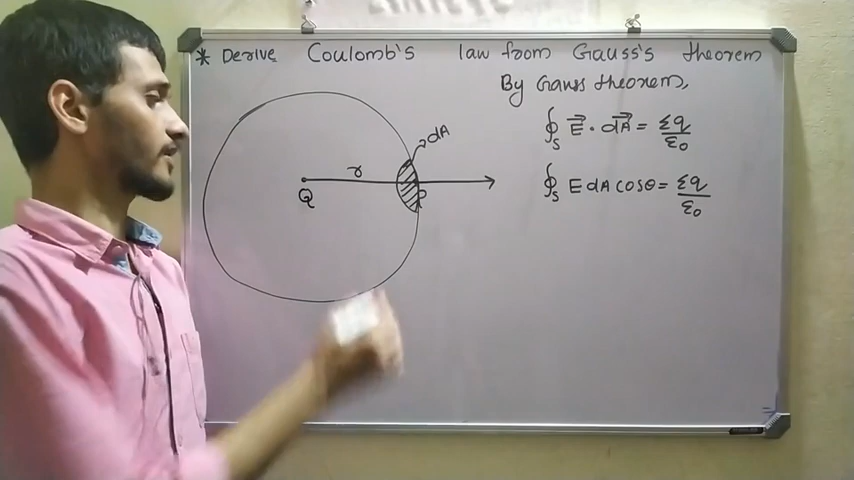 * Derive Coulomb's law from Gauss's theorem
By Gauss theorem,
∮S E⃗ · dA⃗ = Σq/ε0
∮S E dA cosθ = Σq/ε0
dA
r
Q
P